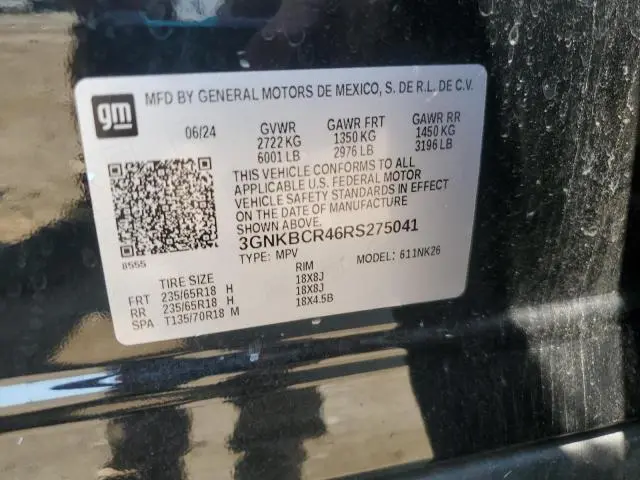 gm
MFD BY GENERAL MOTORS DE MEXICO, S. DE R.L. DE C.V.
06/24 GVWR GAWR FRT GAWR RR
2722 KG 1350 KG 1450 KG
6001 LB 2976 LB 3196 LB
THIS VEHICLE CONFORMS TO ALL
APPLICABLE U.S. FEDERAL MOTOR
VEHICLE SAFETY STANDARDS IN EFFECT
ON THE DATE OF MANUFACTURE
SHOWN ABOVE.
3GNKBCR46RS275041
8555 TYPE: MPV MODEL: 611NK26
TIRE SIZE RIM
FRT 235/65R18 H 18X8J
RR 235/65R18 H 18X8J
SPA T135/70R18 M 18X4.5B